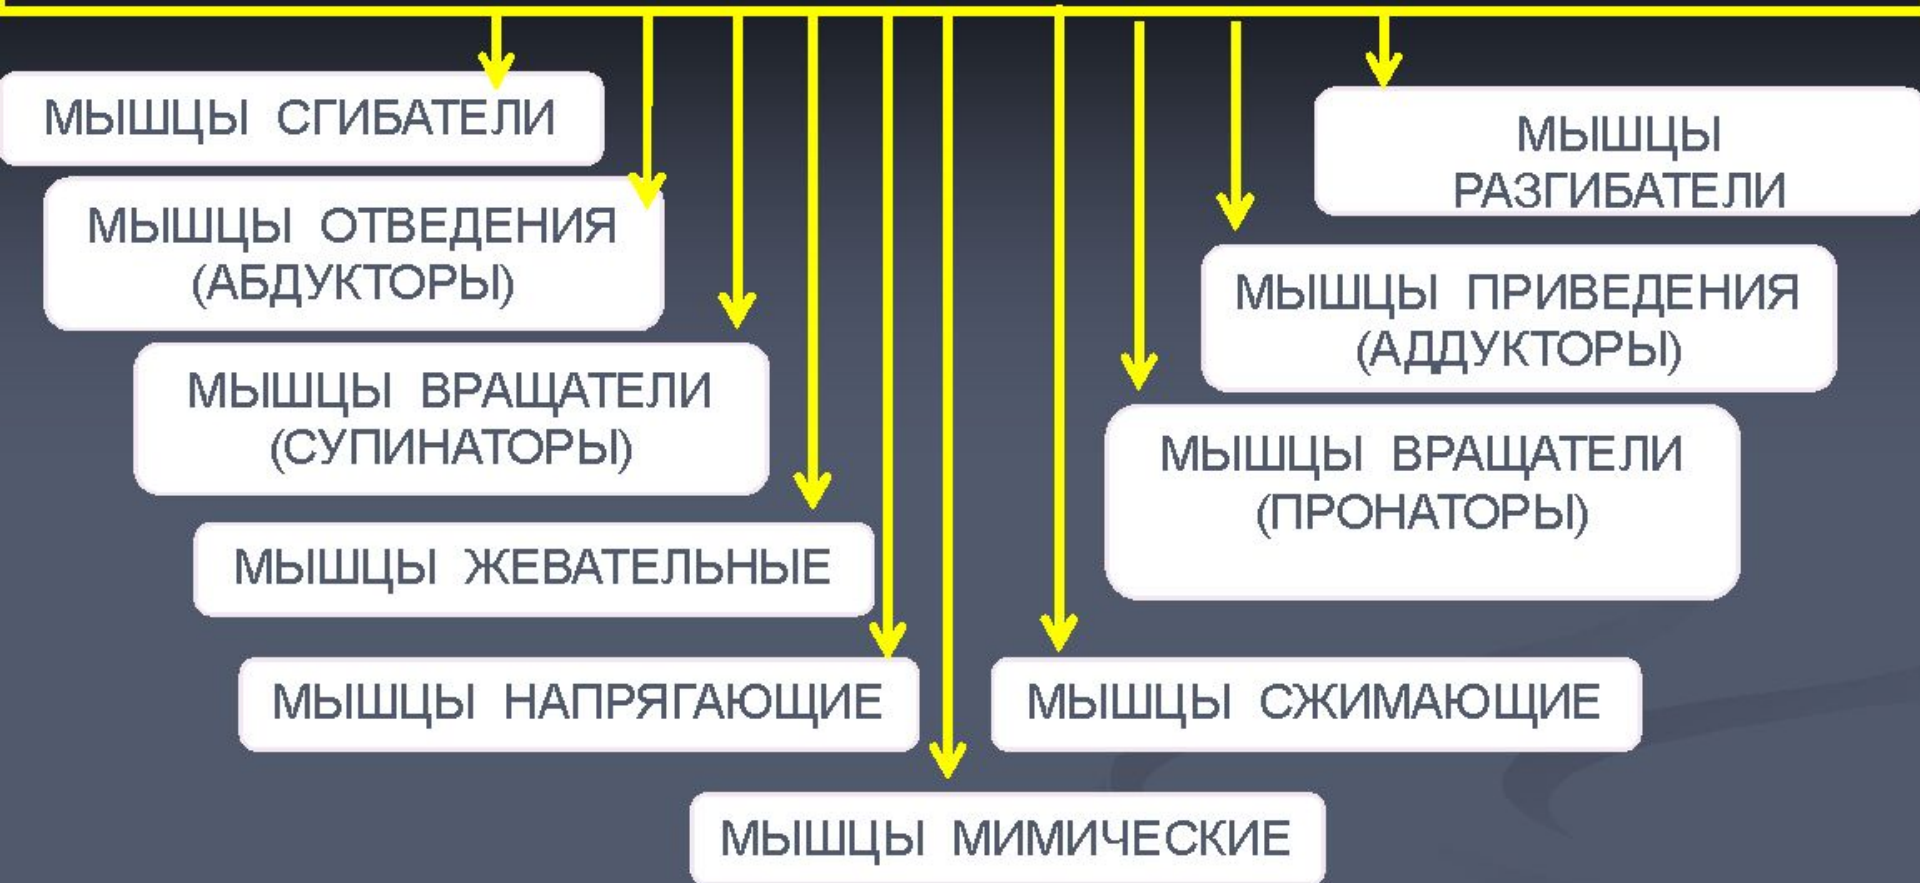 МЫШЦЫ СГИБАТЕЛИ
МЫШЦЫ ОТВЕДЕНИЯ
(АБДУКТОРЫ)
МЫШЦЫ ВРАЩАТЕЛИ
(СУПИНАТОРЫ)
МЫШЦЫ ЖЕВАТЕЛЬНЫЕ
МЫШЦЫ НАПРЯГАЮЩИЕ
МЫШЦЫ МИМИЧЕСКИЕ
МЫШЦЫ СЖИМАЮЩИЕ
МЫШЦЫ ВРАЩАТЕЛИ
(ПРОНАТОРЫ)
МЫШЦЫ ПРИВЕДЕНИЯ
(АДДУКТОРЫ)
МЫШЦЫ
РАЗГИБАТЕЛИ